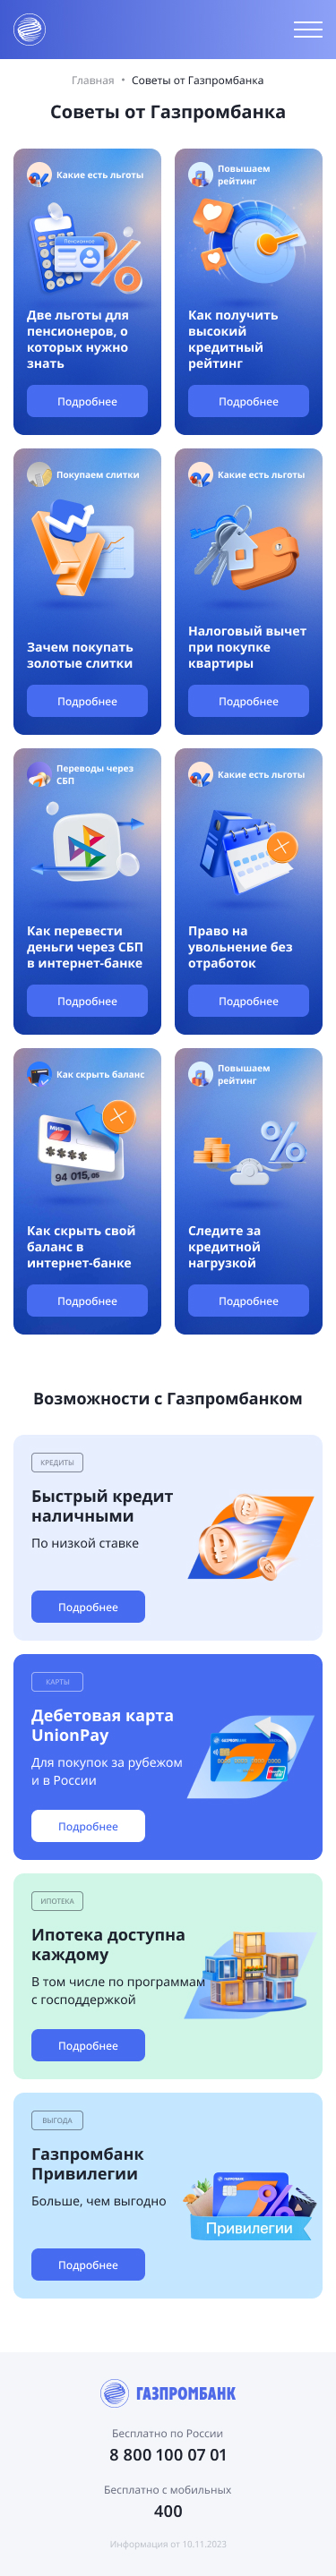 Главная • Советы от Газпромбанка
Советы от Газпромбанка
Какие есть льготы
Пенсионное
Две льготы для
пенсионеров, о
которых нужно
знать
Подробнее
Повышаем
рейтинг
Как получить
высокий
кредитный
рейтинг
Подробнее
Покупаем слитки
Зачем покупать
золотые слитки
Подробнее
Какие есть льготы
Налоговый вычет
при покупке
квартиры
Подробнее
Переводы через
СБП
Как перевести
деньги через СБП
в интернет-банке
Подробнее
Какие есть льготы
Право на
увольнение без
отработок
Подробнее
Как скрыть баланс
МИР
****
94 015,05
Как скрыть свой
баланс в
интернет-банке
Подробнее
Повышаем
рейтинг
Следите за
кредитной
нагрузкой
Подробнее
Возможности с Газпромбанком
КРЕДИТЫ
Быстрый кредит
наличными
По низкой ставке
Подробнее
КАРТЫ
Дебетовая карта
UnionPay
Для покупок за рубежом
и в России
Подробнее
ИПОТЕКА
Ипотека доступна
каждому
В том числе по программам
с господдержкой
Подробнее
ВЫГОДА
Газпромбанк
Привилегии
Больше, чем выгодно
Привилегии
Подробнее
ГАЗПРОМБАНК
Бесплатно по России
8 800 100 07 01
Бесплатно с мобильных
400
Информация от 10.11.2023